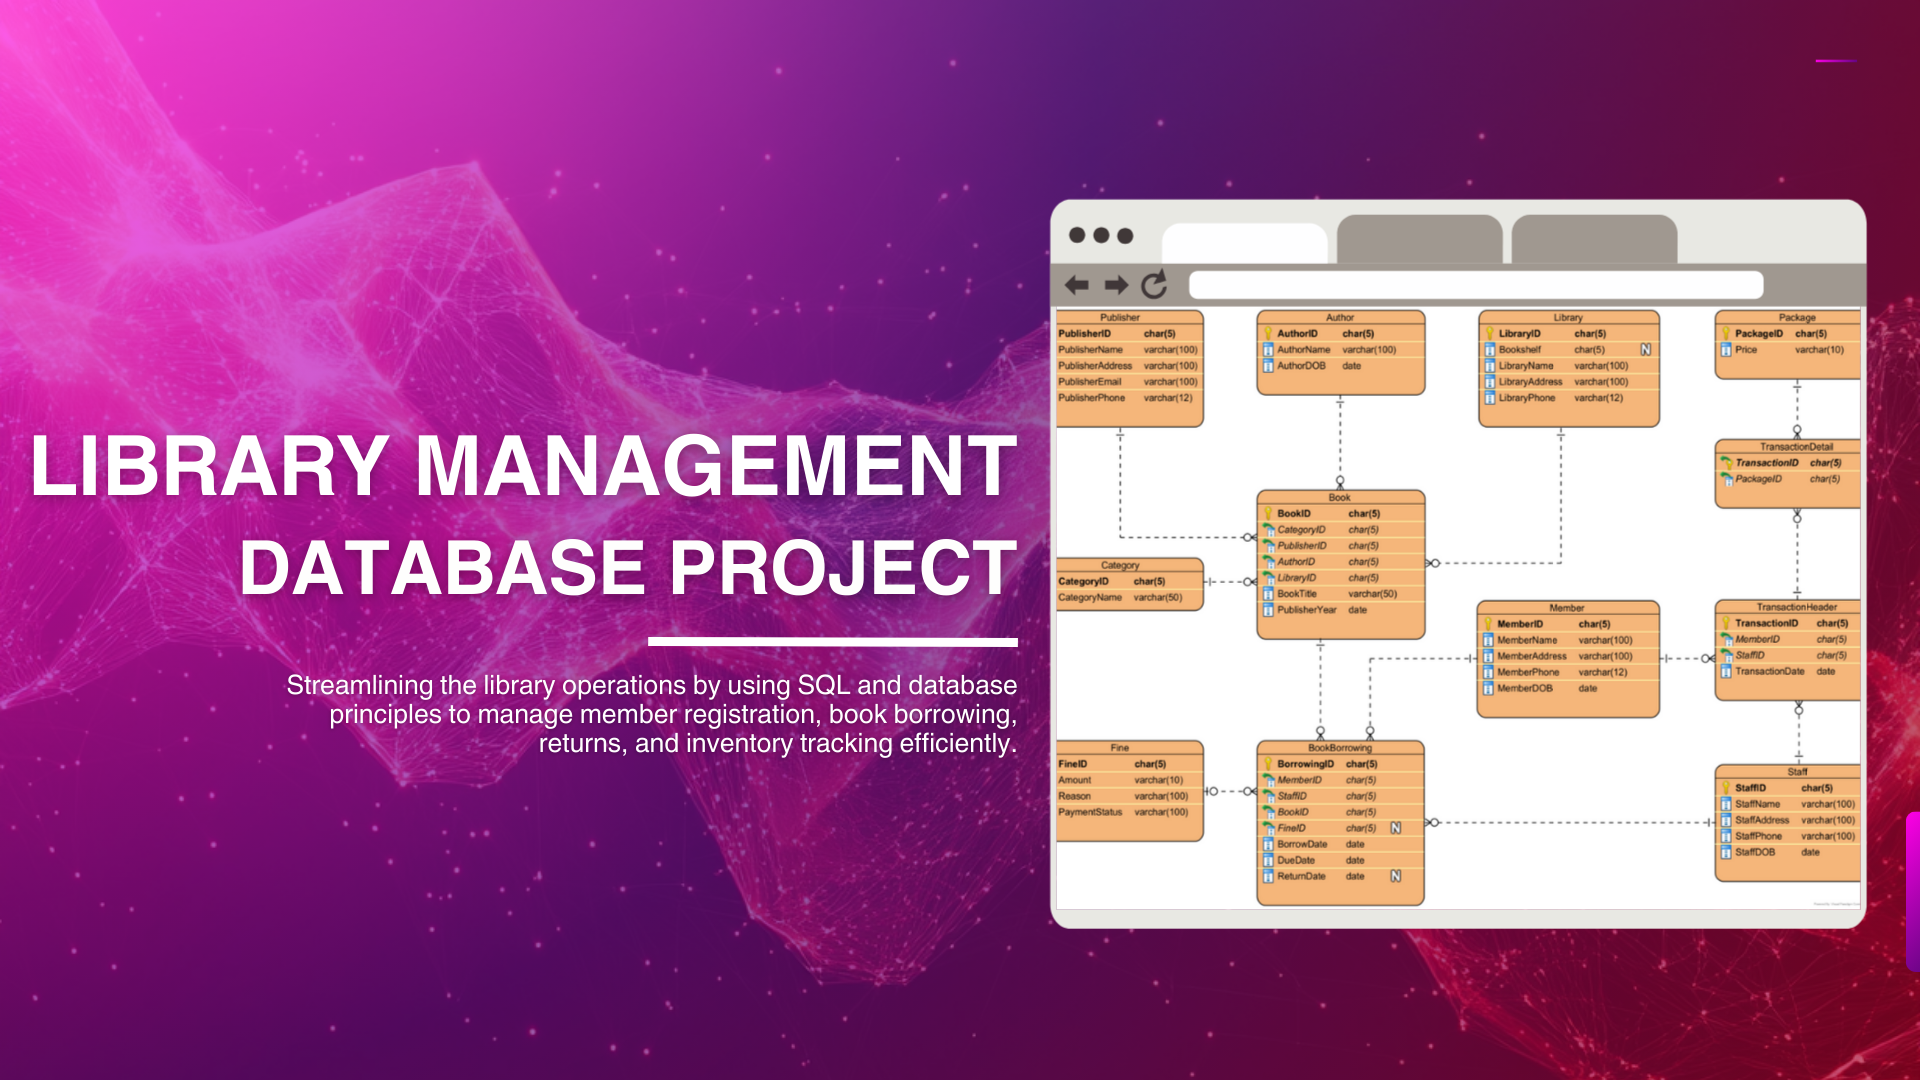 LIBRARY MANAGEMENT
DATABASE PROJECT
Streamlining the library operations by using SQL and database
principles to manage member registration, book borrowing,
returns, and inventory tracking efficiently.
Publisher
PublisherID char(5)
PublisherName varchar(100)
PublisherAddress varchar(100)
PublisherEmail varchar(100)
PublisherPhone varchar(12)
Author
AuthorID char(5)
AuthorName varchar(100)
AuthorDOB date
Library
LibraryID char(5)
Bookshelf char(5) N
LibraryName varchar(100)
LibraryAddress varchar(100)
LibraryPhone varchar(12)
Package
PackageID char(5)
Price varchar(10)
TransactionDetail
TransactionID char(5)
PackageID char(5)
Book
BookID char(5)
CategoryID char(5)
PublisherID char(5)
AuthorID char(5)
LibraryID char(5)
BookTitle varchar(50)
PublisherYear date
Category
CategoryID char(5)
CategoryName varchar(50)
Member
MemberID char(5)
MemberName varchar(100)
MemberAddress varchar(100)
MemberPhone varchar(12)
MemberDOB date
TransactionHeader
TransactionID char(5)
MemberID char(5)
StaffID char(5)
TransactionDate date
Fine
FineID char(5)
Amount varchar(10)
Reason varchar(100)
PaymentStatus varchar(100)
BookBorrowing
BorrowingID char(5)
MemberID char(5)
StaffID char(5)
BookID char(5)
FineID char(5) N
BorrowDate date
DueDate date
ReturnDate date N
Staff
StaffID char(5)
StaffName varchar(100)
StaffAddress varchar(100)
StaffPhone varchar(100)
StaffDOB date